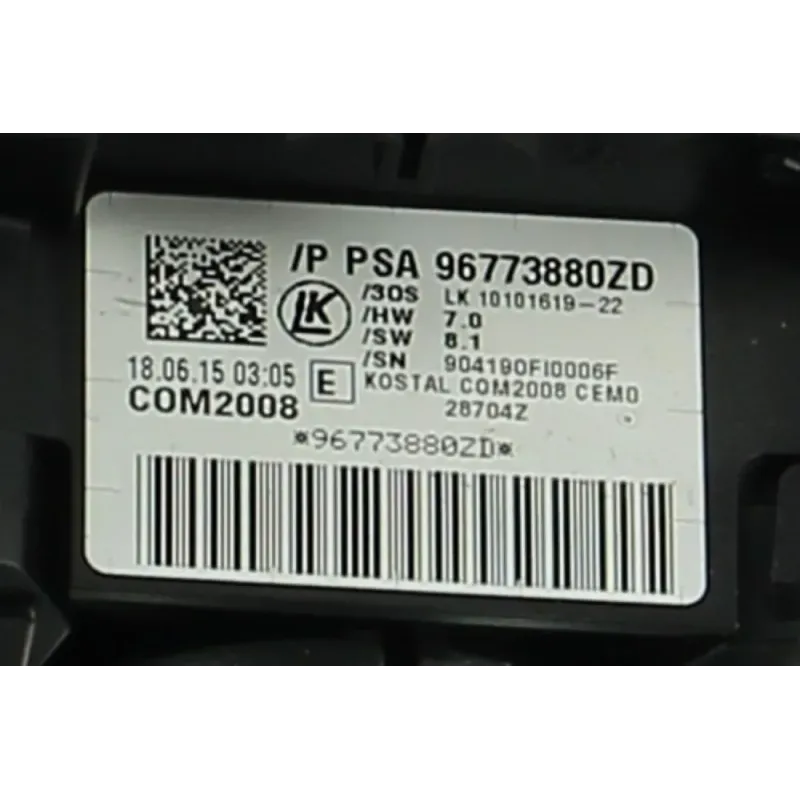 /P PSA 96773880ZD
LK
/3OS LK 10101619-22
/HW 7.0
/SW 8.1
/SN 904190FI0006F
18.06.15 03:05 E KOSTAL COM2008 CEM0
COM2008 28704Z
*96773880ZD*